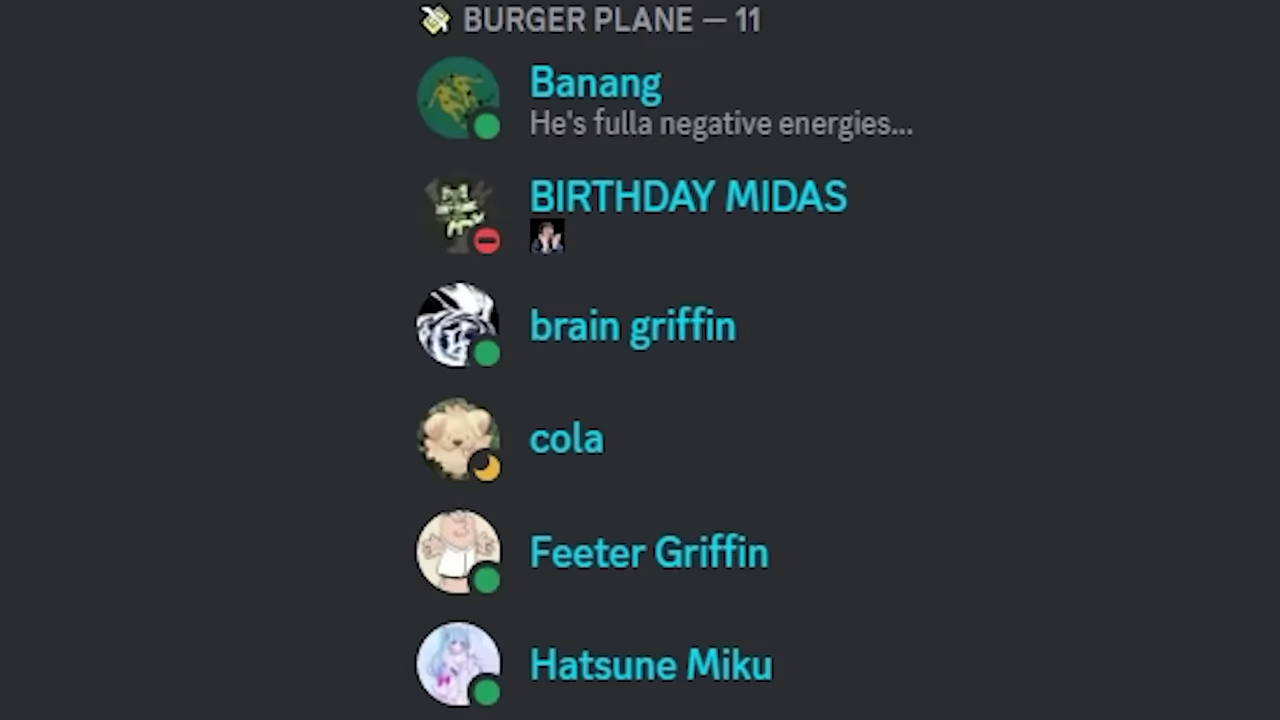 BURGER PLANE — 11
Banang
He's fulla negative energies...
BIRTHDAY MIDAS
brain griffin
cola
Feeter Griffin
Hatsune Miku